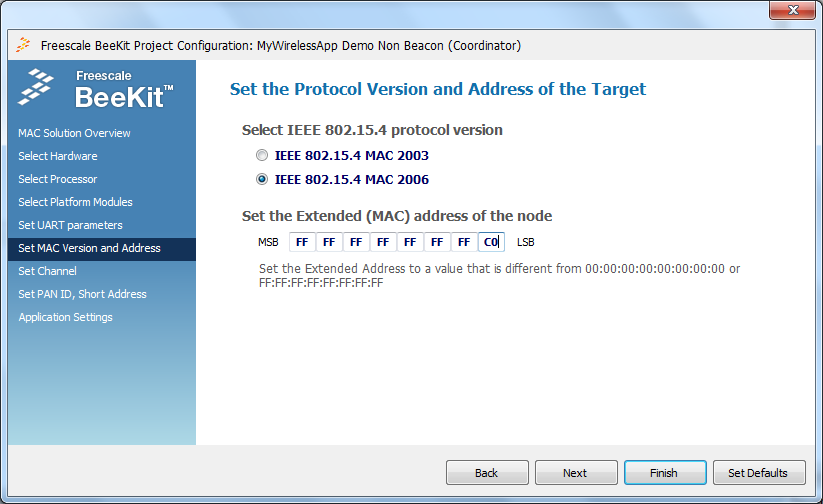 Freescale BeeKit Project Configuration: MyWirelessApp Demo Non Beacon (Coordinator)
Freescale
BeeKit™
MAC Solution Overview
Select Hardware
Select Processor
Select Platform Modules
Set UART parameters
Set MAC Version and Address
Set Channel
Set PAN ID, Short Address
Application Settings
Set the Protocol Version and Address of the Target
Select IEEE 802.15.4 protocol version
IEEE 802.15.4 MAC 2003
IEEE 802.15.4 MAC 2006
Set the Extended (MAC) address of the node
MSB FF FF FF FF FF FF FF C0 LSB
Set the Extended Address to a value that is different from 00:00:00:00:00:00:00:00 or
FF:FF:FF:FF:FF:FF:FF:FF
Back Next Finish Set Defaults